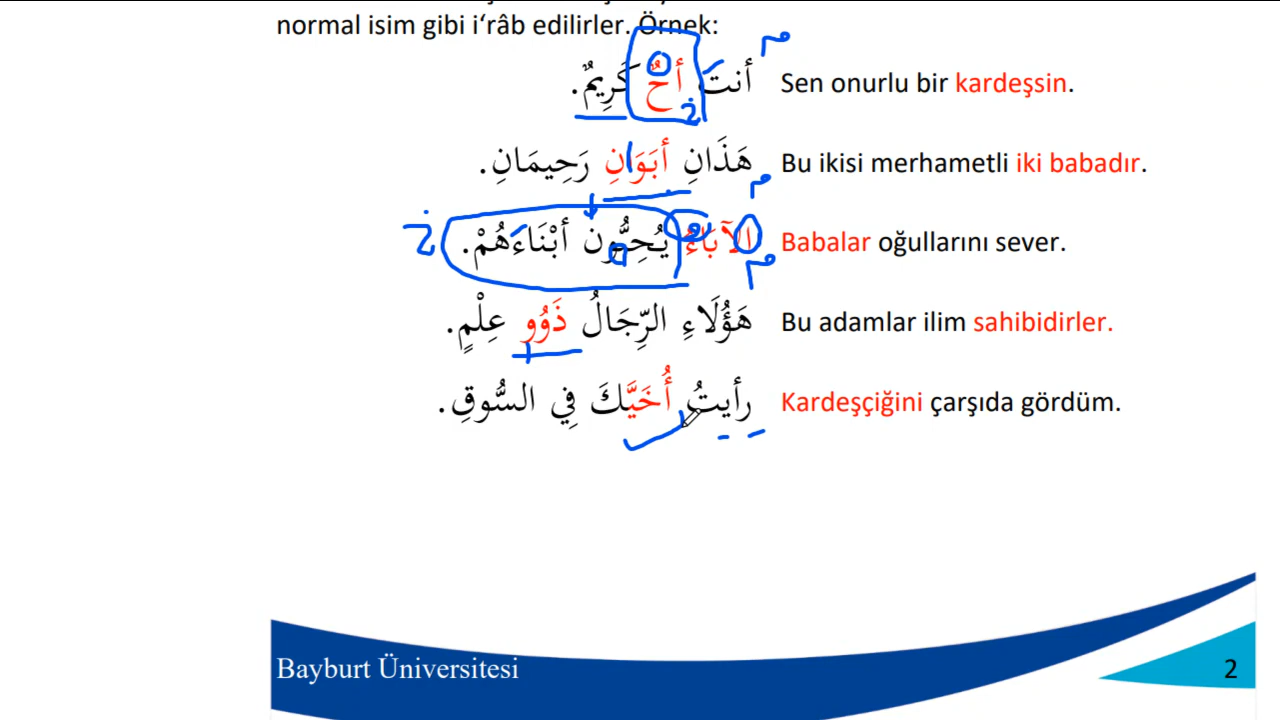 normal isim gibi i‘râb edilirler. Örnek:
أنتَ أخٌ كَرِيمٌ. Sen onurlu bir kardeşsin.
هَذَانِ أبَوَانِ رَحِيمَانِ. Bu ikisi merhametli iki babadır.
الآبَاءُ يُحِبُّون أبْنَاءَهُمْ. Babalar oğullarını sever.
هَؤُلَاءِ الرِّجَالُ ذَوُو عِلْمٍ. Bu adamlar ilim sahibidirler.
رأيتُ أُخَيَّكَ فِي السُّوقِ. Kardeşçiğini çarşıda gördüm.
Bayburt Üniversitesi
2